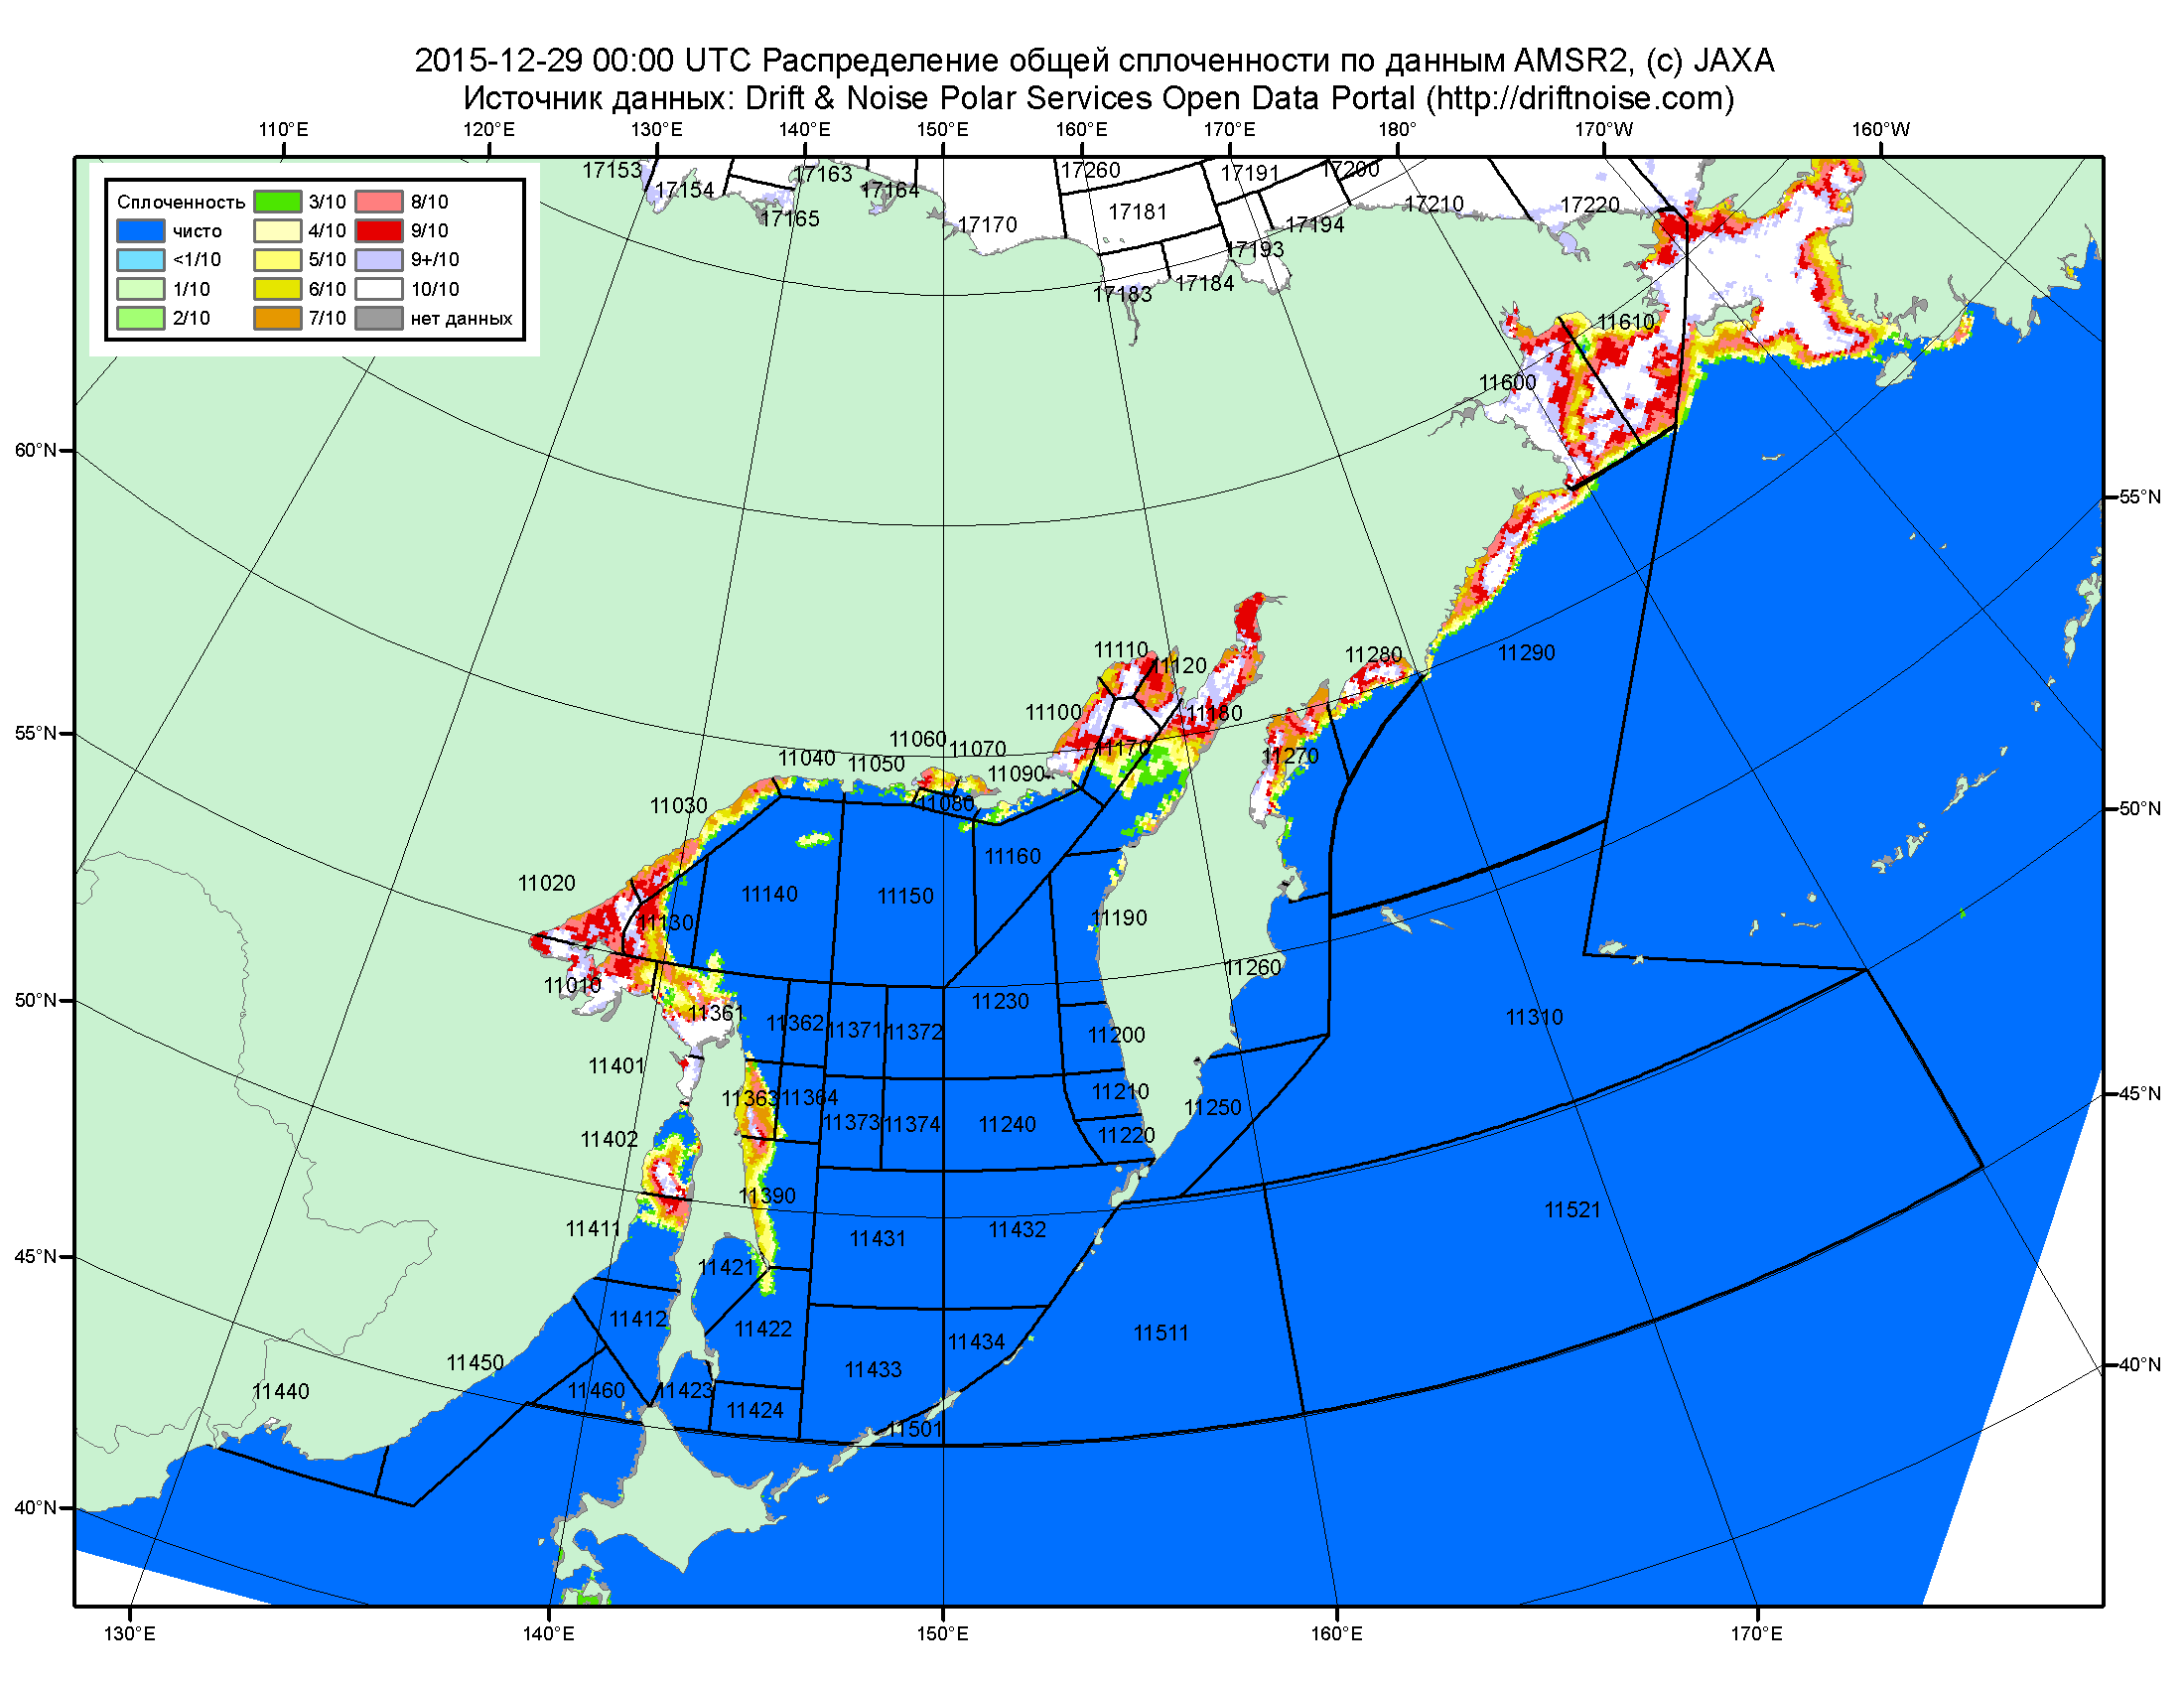 2015-12-29 00:00 UTC Распределение общей сплоченности по данным AMSR2, (c) JAXA
Источник данных: Drift & Noise Polar Services Open Data Portal (http://driftnoise.com)
110°E 120°E 130°E 140°E 150°E 160°E 170°E 180° 170°W 160°W
Сплоченность
чисто
<1/10
1/10
2/10
3/10
4/10
5/10
6/10
7/10
8/10
9/10
9+/10
10/10
нет данных
17153 17154 17163 17164 17165 17170
17260 17181 17191 17200 17210 17220
17194 17193 17184 17183
11610
11600
60°N
55°N
11290
11110 11120 11280
11100 11180
11060 11070 11170 11270
55°N
11040 11050 11090
11030 11080
50°N
11160
11020 11140 11150
11130 11190
11260
11010
50°N
11361 11362 11371 11372 11230 11200 11310
11401
11363 11364 11373 11374 11240 11210 11250
45°N
11402 11220
11390
11411 11431 11432 11521
45°N
11421
11412 11422 11434 11511
11450 11433
40°N
11440 11460 11423 11424
11501
40°N
130°E 140°E 150°E 160°E 170°E